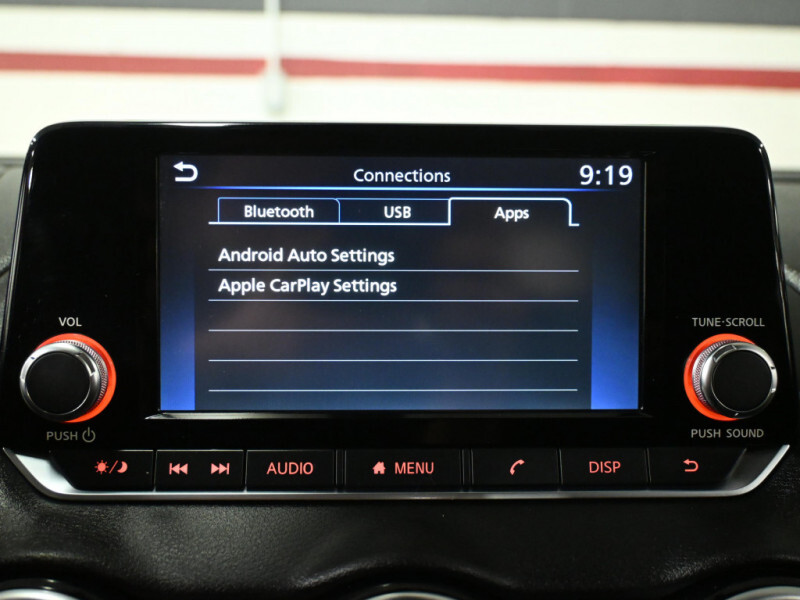 Connections 9:19
Bluetooth USB Apps
Android Auto Settings
Apple CarPlay Settings
VOL
TUNE·SCROLL
PUSH
PUSH SOUND
AUDIO MENU DISP